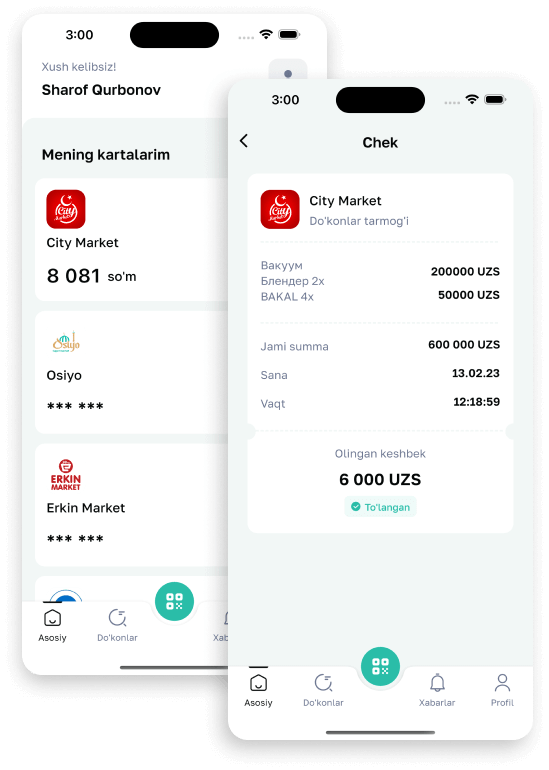 3:00
Xush kelibsiz!
Sharof Qurbonov
Mening kartalarim
City Market
City Market
8 081 so'm
Osiyo
Osiyo
*** ***
ERKIN
MARKET
Erkin Market
*** ***
Asosiy
Do'konlar
3:00
Chek
City Market
City Market
Do'konlar tarmog'i
Вакуум
Блендер 2x
200000 UZS
BAKAL 4x
50000 UZS
Jami summa
600 000 UZS
Sana
13.02.23
Vaqt
12:18:59
Olingan keshbek
6 000 UZS
To'langan
Asosiy
Do'konlar
Xabarlar
Profil